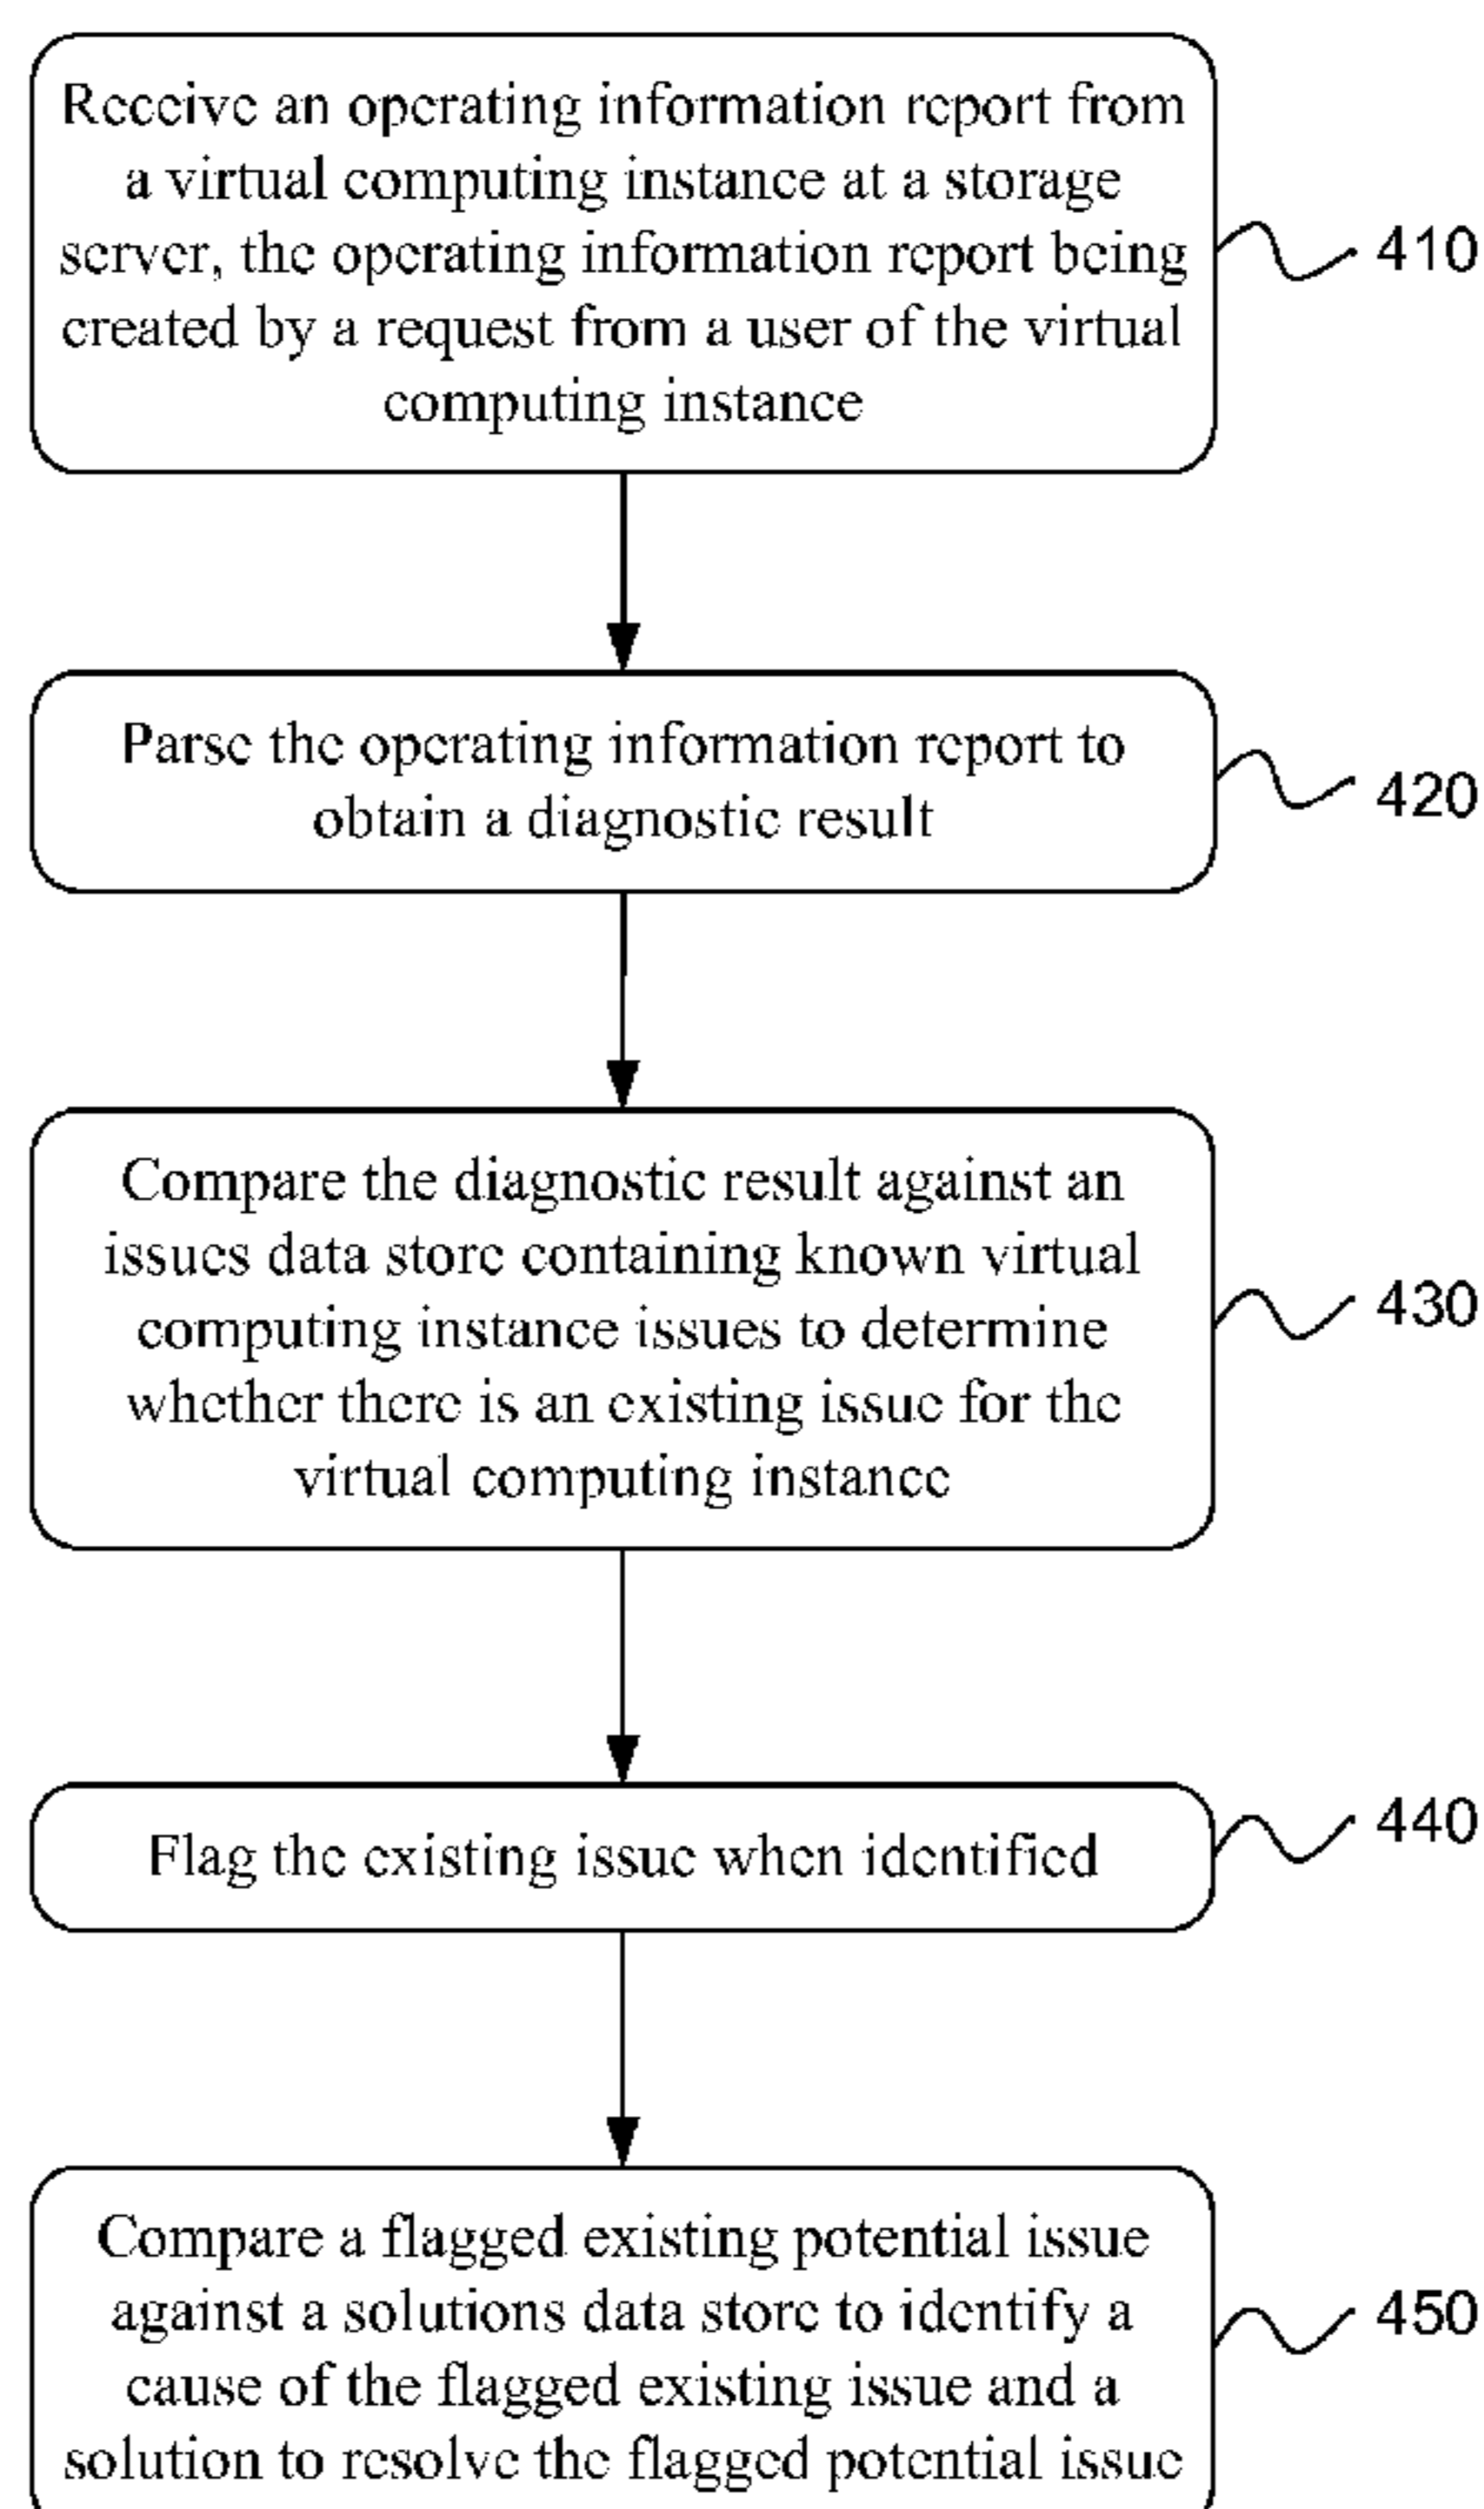 Receive an operating information report from
a virtual computing instance at a storage
server, the operating information report being
created by a request from a user of the virtual
computing instance
410
Parse the operating information report to
obtain a diagnostic result
420
Compare the diagnostic result against an
issues data store containing known virtual
computing instance issues to determine
whether there is an existing issue for the
virtual computing instance
430
Flag the existing issue when identified
440
Compare a flagged existing potential issue
against a solutions data store to identify a
cause of the flagged existing issue and a
solution to resolve the flagged potential issue
450